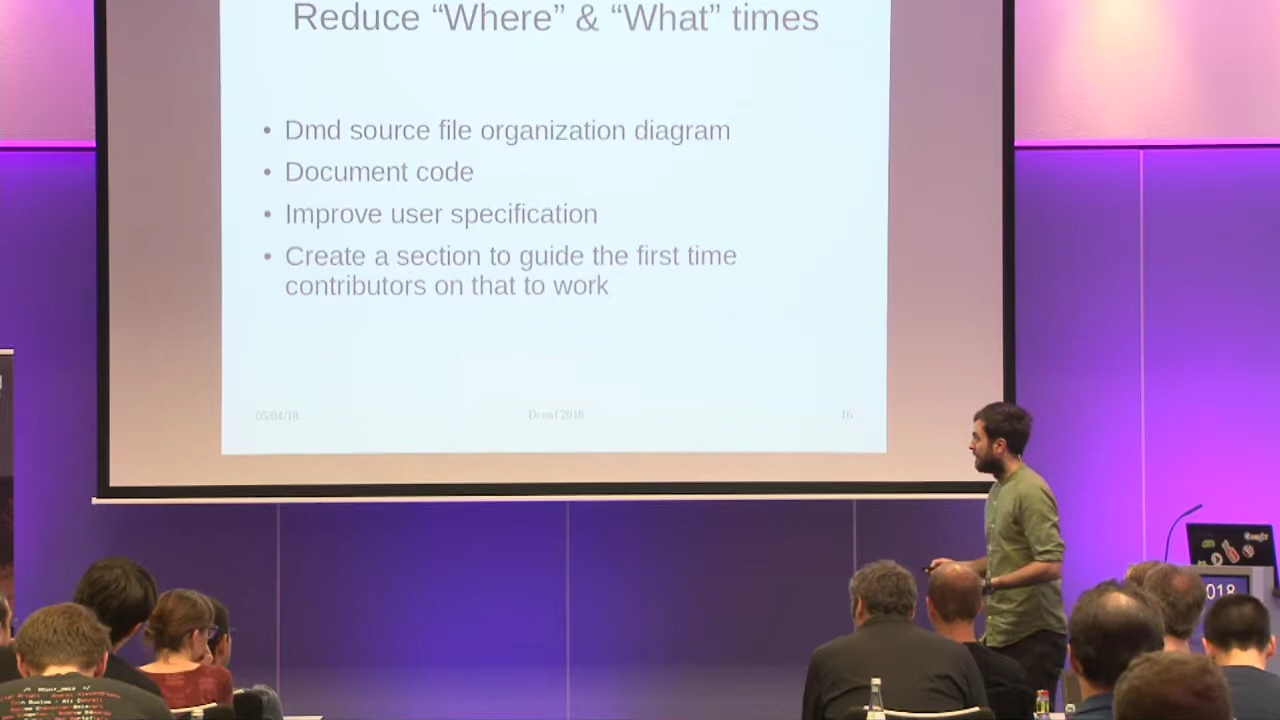 Reduce “Where” & “What” times
• Dmd source file organization diagram
• Document code
• Improve user specification
• Create a section to guide the first time
contributors on that to work
05/04/18
Dconf 2018
16
018